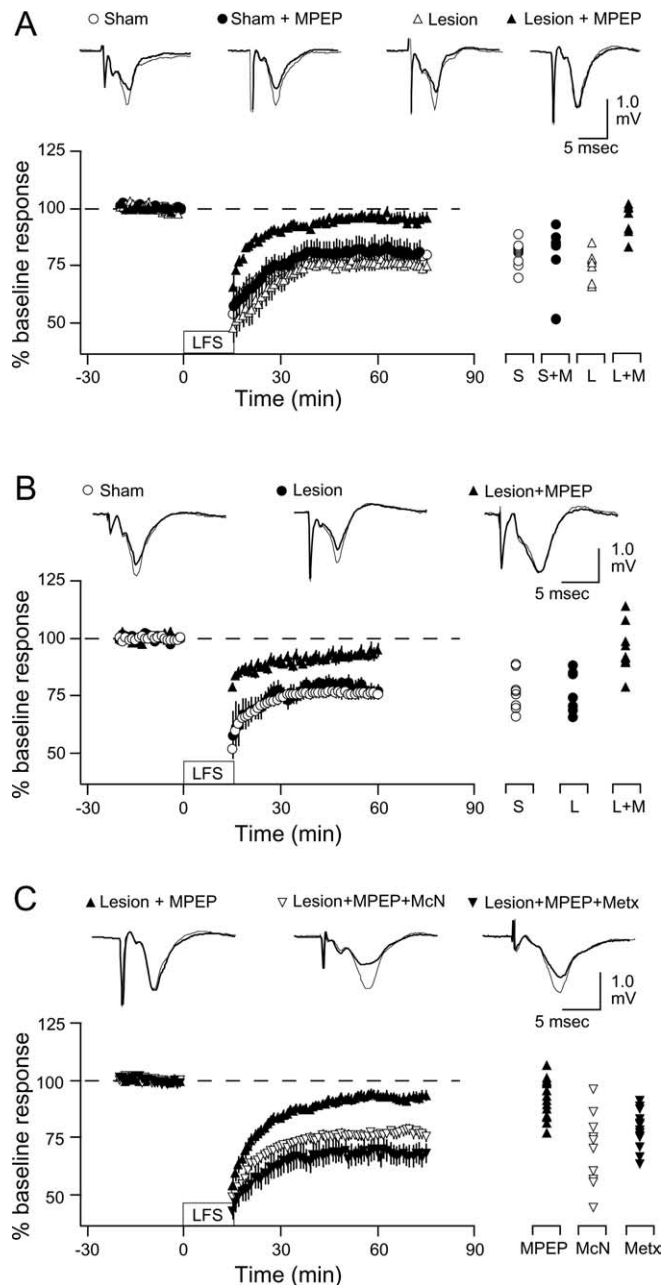 A
○ Sham ● Sham + MPEP △ Lesion ▲ Lesion + MPEP
1.0
mV
5 msec
% baseline response
125
100
75
50
LFS
-30 0 30 60 90
Time (min)
S S+M L L+M
B
○ Sham ● Lesion ▲ Lesion+MPEP
1.0
mV
5 msec
% baseline response
125
100
75
50
LFS
-30 0 30 60 90
Time (min)
S L L+M
C
▲ Lesion + MPEP ▽ Lesion+MPEP+McN ▼ Lesion+MPEP+Metx
1.0
mV
5 msec
% baseline response
125
100
75
50
LFS
-30 0 30 60 90
Time (min)
MPEP McN Metx